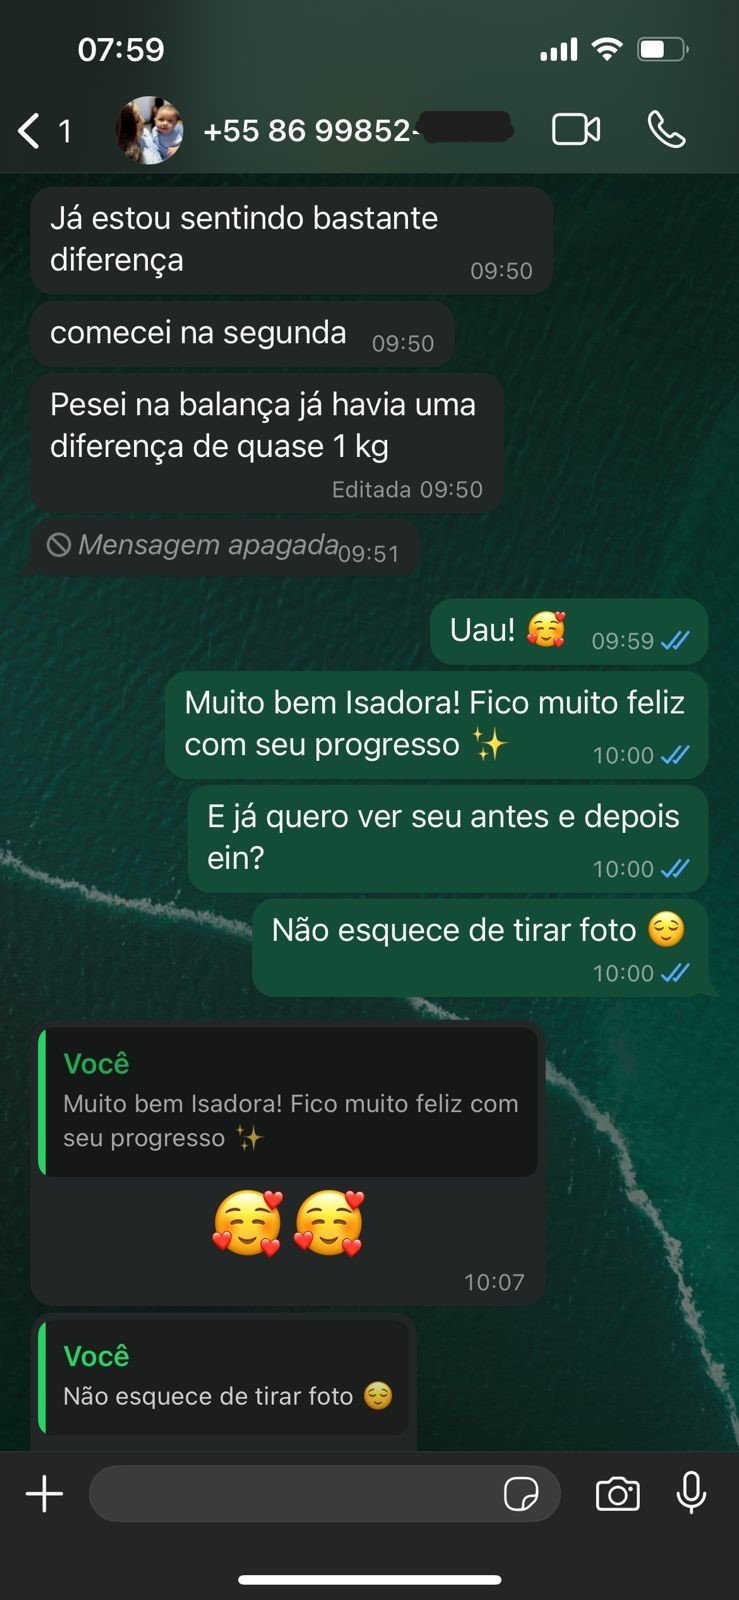 07:59
1
+55 86 99852-
Já estou sentindo bastante
diferença
09:50
comecei na segunda
09:50
Pesei na balança já havia uma
diferença de quase 1 kg
Editada 09:50
Mensagem apagada
09:51
Uau! 🥰
09:59
Muito bem Isadora! Fico muito feliz
com seu progresso ✨
10:00
E já quero ver seu antes e depois
ein?
10:00
Não esquece de tirar foto 😌
10:00
Você
Muito bem Isadora! Fico muito feliz com
seu progresso ✨
🥰🥰
10:07
Você
Não esquece de tirar foto 😌